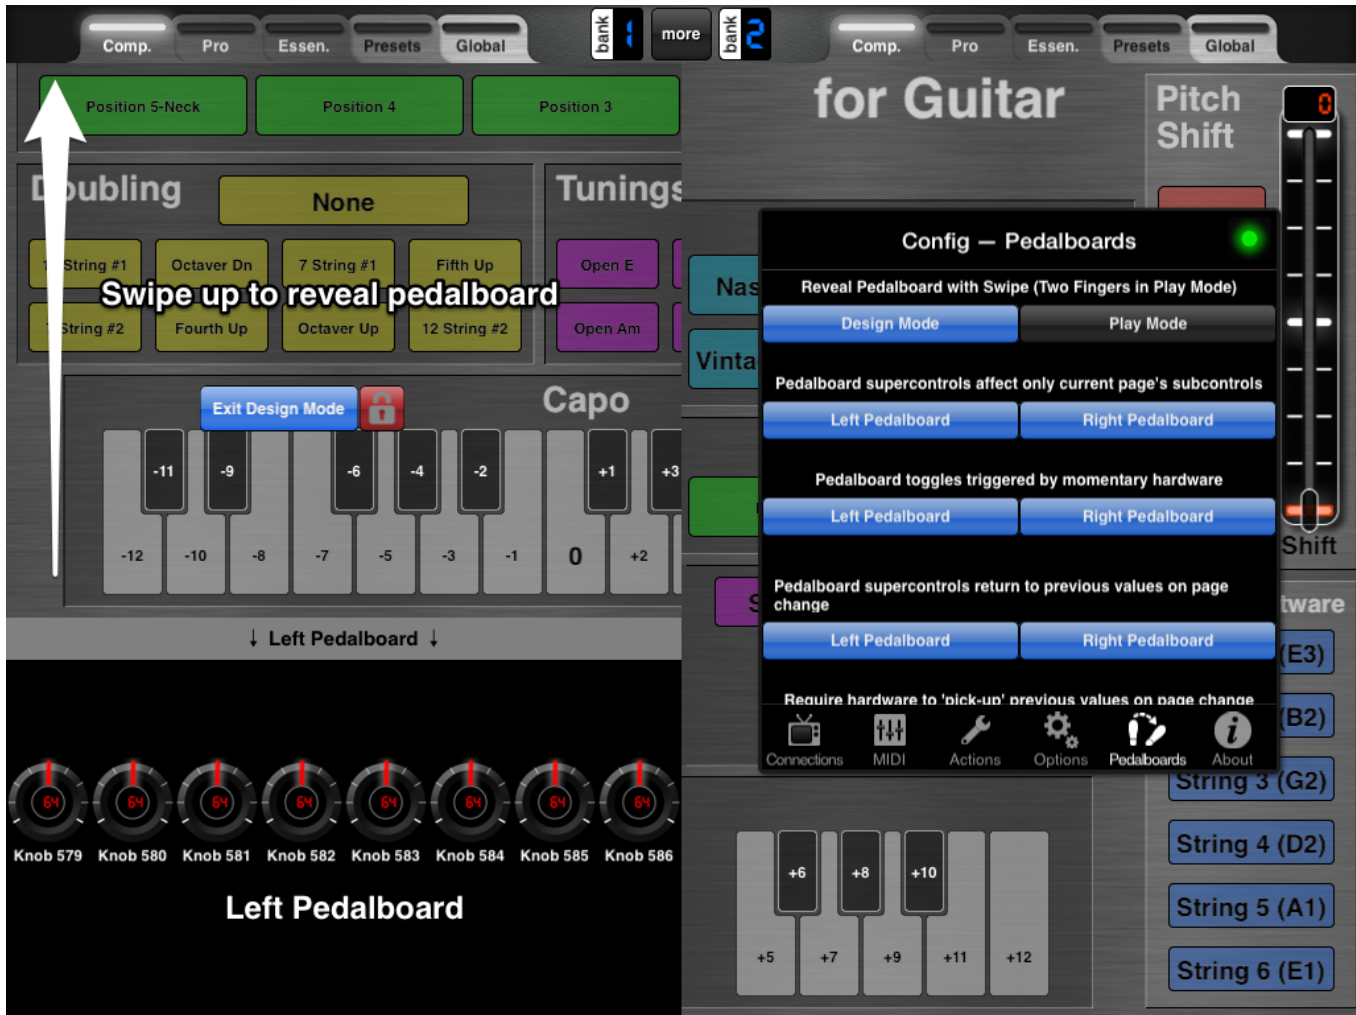 Comp.
Pro
Essen.
Presets
Global
bank
1
more
bank
2
Comp.
Pro
Essen.
Presets
Global
Position 5-Neck
Position 4
Position 3
Doubling
None
Tunings
String #1
Octaver Dn
7 String #1
Fifth Up
Open E
Swipe up to reveal pedalboard
String #2
Fourth Up
Octaver Up
12 String #2
Open Am
Exit Design Mode
Capo
-11
-9
-6
-4
-2
+1
+3
-12
-10
-8
-7
-5
-3
-1
0
+2
↓ Left Pedalboard ↓
64
64
64
64
64
64
64
64
Knob 579
Knob 580
Knob 581
Knob 582
Knob 583
Knob 584
Knob 585
Knob 586
Left Pedalboard
for Guitar
Pitch
Shift
0
Nas
Vinta
S
Config — Pedalboards
Reveal Pedalboard with Swipe (Two Fingers in Play Mode)
Design Mode
Play Mode
Pedalboard supercontrols affect only current page's subcontrols
Left Pedalboard
Right Pedalboard
Pedalboard toggles triggered by momentary hardware
Left Pedalboard
Right Pedalboard
Pedalboard supercontrols return to previous values on page
change
Left Pedalboard
Right Pedalboard
Require hardware to 'pick-up' previous values on page change
Connections
MIDI
Actions
Options
Pedalboards
About
Shift
tware
(E3)
(B2)
String 3 (G2)
String 4 (D2)
String 5 (A1)
String 6 (E1)
+6
+8
+10
+5
+7
+9
+11
+12